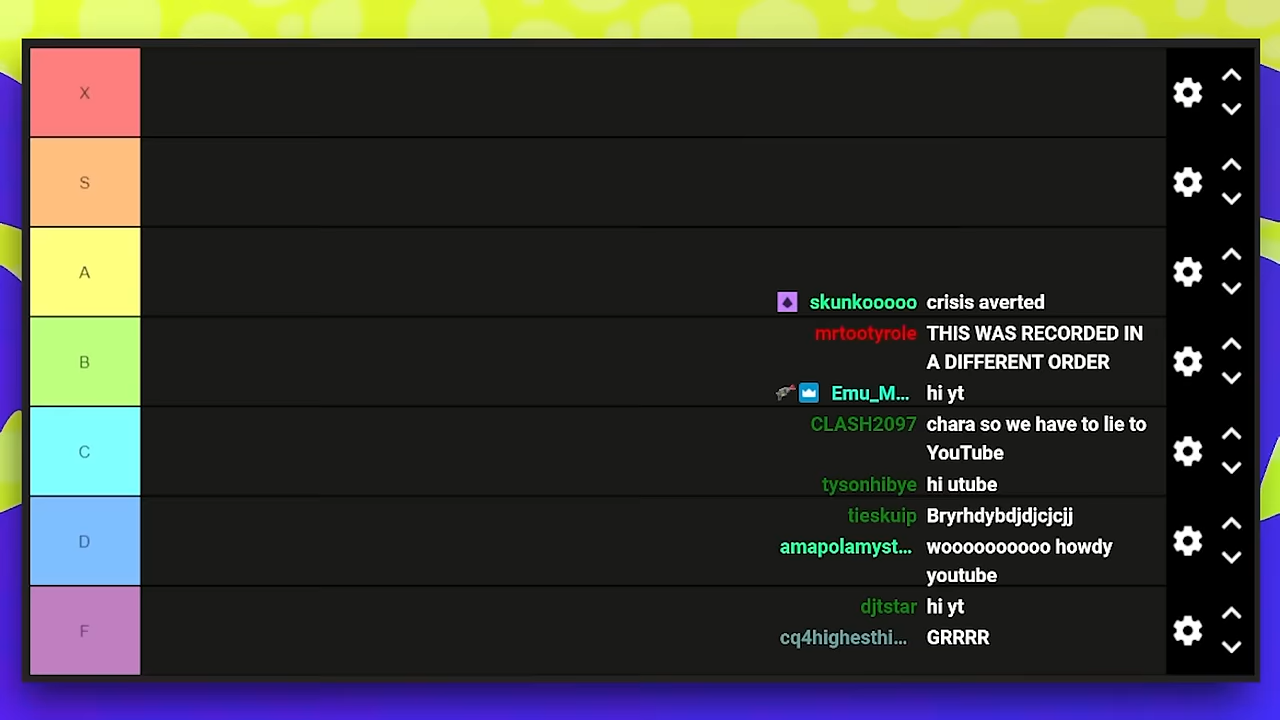 X
S
A
skunkooooo crisis averted
mrtootyrole THIS WAS RECORDED IN
A DIFFERENT ORDER
B
Emu_M... hi yt
CLASH2097 chara so we have to lie to
YouTube
C
tysonhibye hi utube
tieskuip Bryrhdybdjdjcjcjj
D
amapolamyst... woooooooooo howdy
youtube
djtstar hi yt
F
cq4highesthi... GRRRR